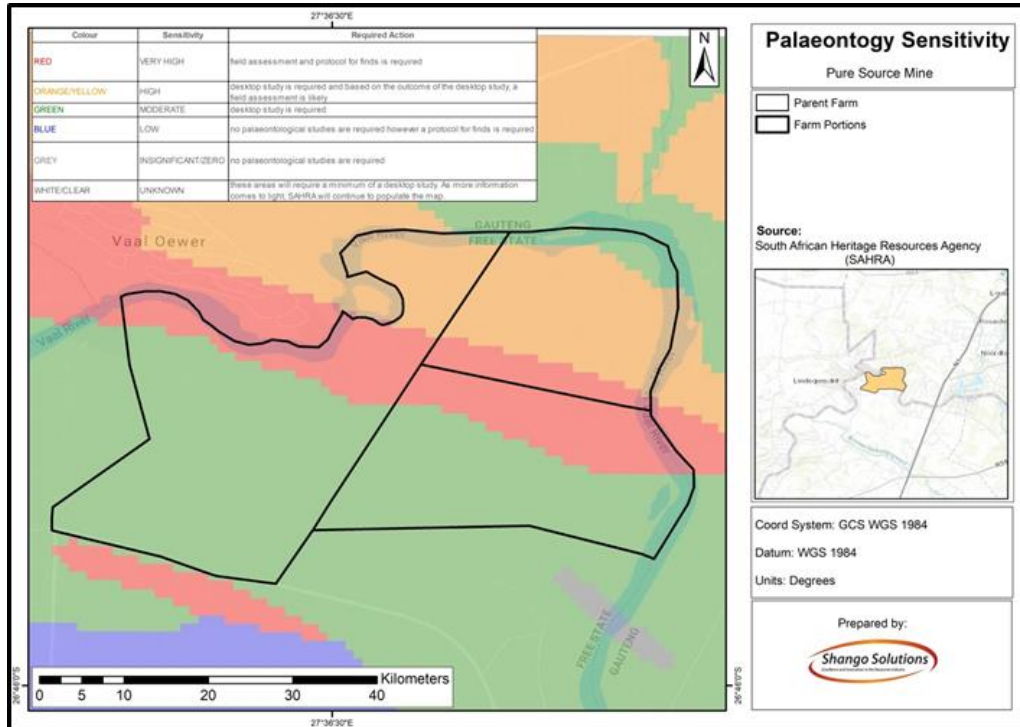 27°36'30"E
Colour Sensitivity Required Action
RED VERY HIGH field assessment and protocol for finds is required
ORANGE/YELLOW HIGH desktop study is required and based on the outcome of the desktop study, a
field assessment is likely
GREEN MODERATE desktop study is required
BLUE LOW no palaeontological studies are required however a protocol for finds is required
GREY INSIGNIFICANT/ZERO no palaeontological studies are required
WHITE/CLEAR UNKNOWN these areas will require a minimum of a desktop study. As more information
comes to light, SAHRA will continue to populate the map.
N
Vaal Oewer
Vaal River
GAUTENG
FREE STATE
Vaal River
Vaal River
FREE STATE
GAUTENG
Kilometers
0 5 10 20 30 40
26°46'0"S
26°46'0"S
27°36'30"E
Palaeontogy Sensitivity
Pure Source Mine
Parent Farm
Farm Portions
Source:
South African Heritage Resources Agency
(SAHRA)
N1
Coord System: GCS WGS 1984
Datum: WGS 1984
Units: Degrees
Prepared by:
Shango Solutions